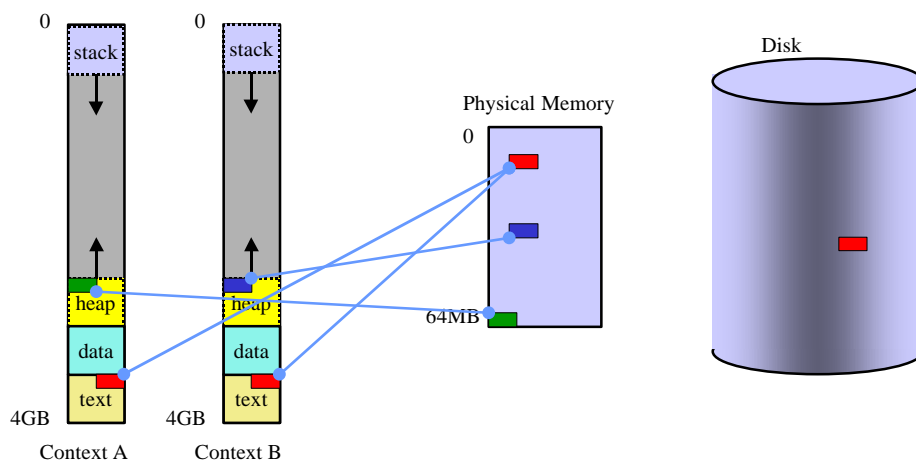 0
0
stack
stack
Disk
Physical Memory
0
heap
heap
64MB
data
data
text
text
4GB
4GB
Context A
Context B